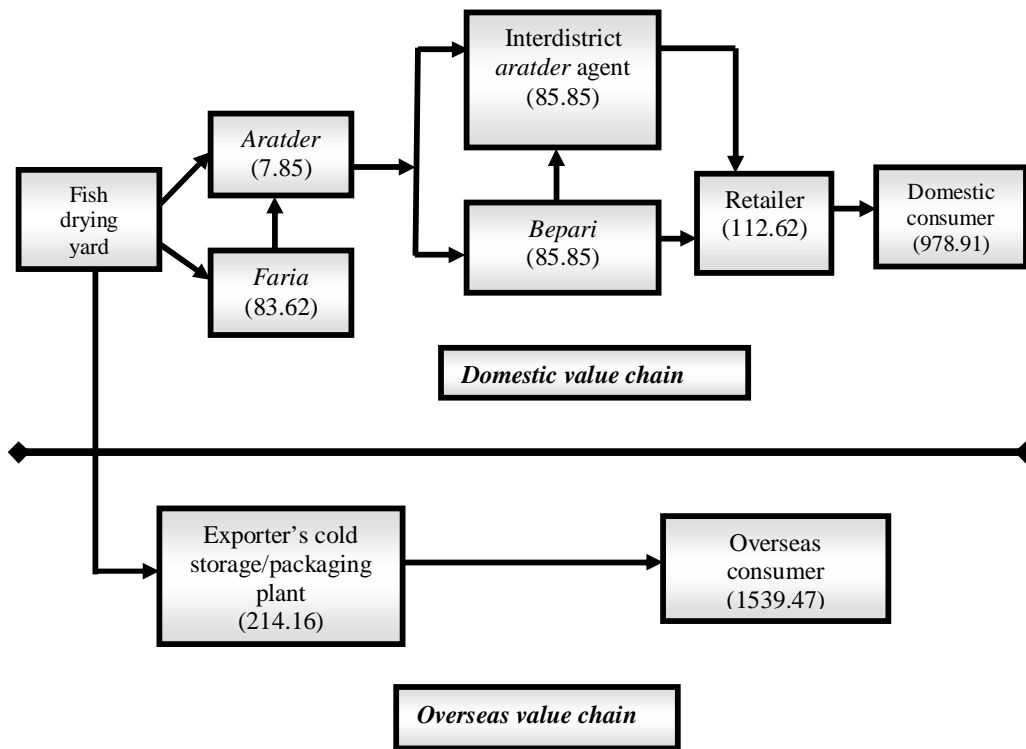 Fish
drying
yard
Aratder
(7.85)
Faria
(83.62)
Interdistrict
aratder agent
(85.85)
Bepari
(85.85)
Retailer
(112.62)
Domestic
consumer
(978.91)
Domestic value chain
Exporter’s cold
storage/packaging
plant
(214.16)
Overseas
consumer
(1539.47)
Overseas value chain